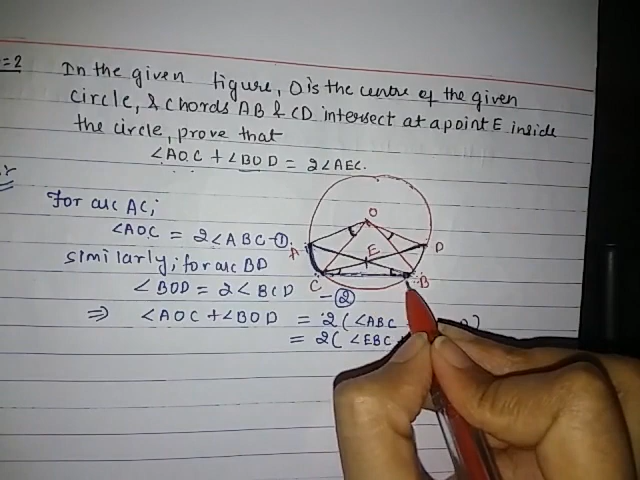 =2 In the given figure, O is the centre of the given
circle, & chords AB & CD intersect at a point E inside
the circle, prove that
∠AOC + ∠BOD = 2∠AEC.
For arc AC;
∠AOC = 2∠ABC-①
similarly; for arc BD
∠BOD = 2∠BCD -②
⇒ ∠AOC + ∠BOD = 2(∠ABC
= 2(∠EBC
O
A
D
E
C
B